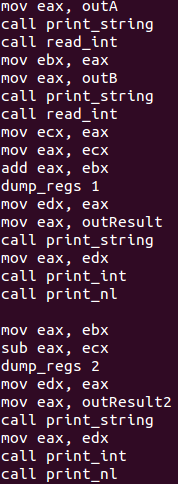 mov eax, outA
call print_string
call read_int
mov ebx, eax
mov eax, outB
call print_string
call read_int
mov ecx, eax
mov eax, ecx
add eax, ebx
dump_regs 1
mov edx, eax
mov eax, outResult
call print_string
mov eax, edx
call print_int
call print_nl

mov eax, ebx
sub eax, ecx
dump_regs 2
mov edx, eax
mov eax, outResult2
call print_string
mov eax, edx
call print_int
call print_nl